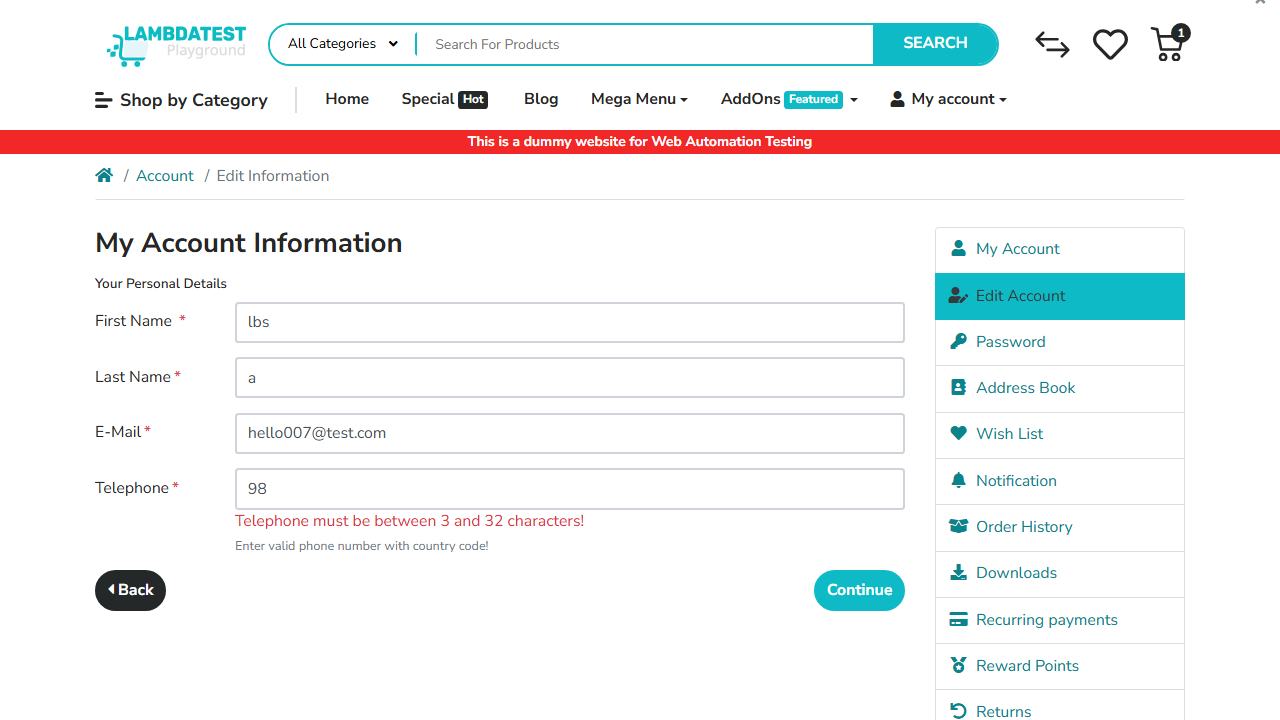 LAMBDATEST
Playground
All Categories
Search For Products
SEARCH
1
Shop by Category
Home
Special Hot
Blog
Mega Menu
AddOns Featured
My account
This is a dummy website for Web Automation Testing
/ Account / Edit Information
My Account Information
Your Personal Details
First Name *
lbs
Last Name *
a
E-Mail *
hello007@test.com
Telephone *
98
Telephone must be between 3 and 32 characters!
Enter valid phone number with country code!
Back
Continue
My Account
Edit Account
Password
Address Book
Wish List
Notification
Order History
Downloads
Recurring payments
Reward Points
Returns